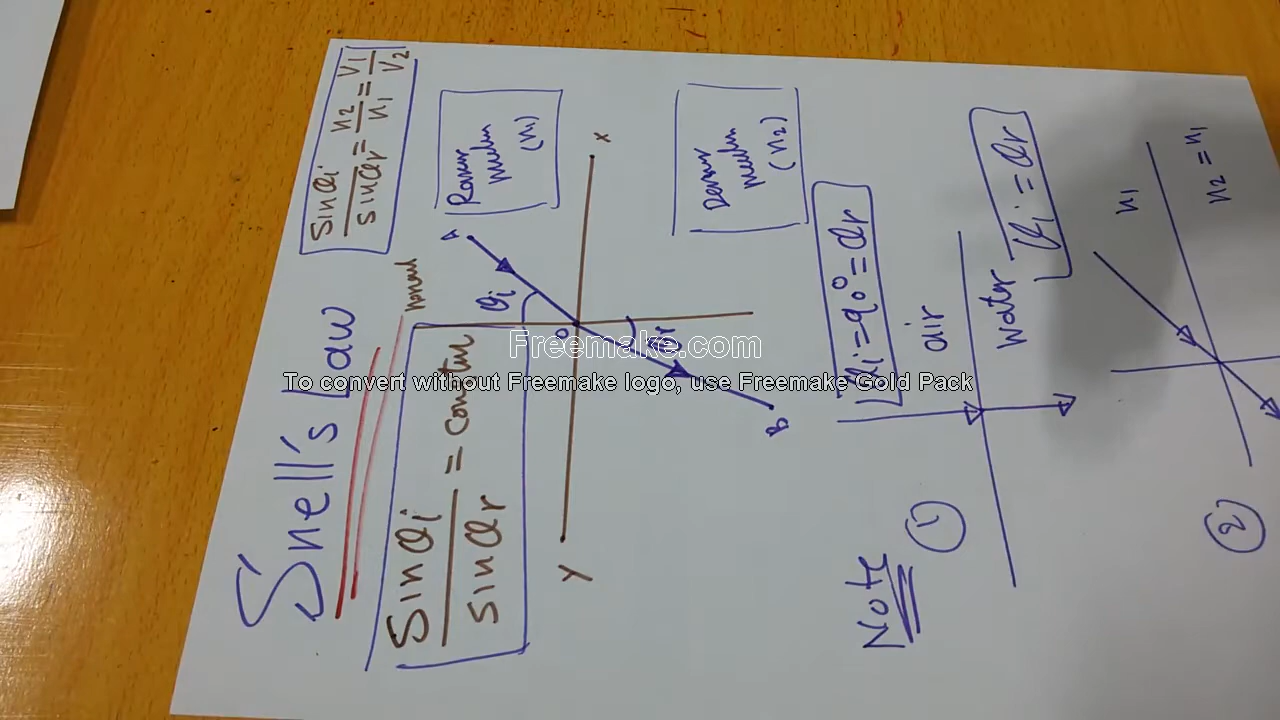 Snell's Law
Sinθi / sinθr = n2 / n1 = V1 / V2
Sinθi / sinθr =
A
θi
Rarer
medium
(n1)
Y
O
X
θr
B
Denser
medium
(n2)
Note
1
θi = 90° = θr
air
water
θi = θr
2
n1
n2 = n1
Freemake.com
To convert without Freemake logo, use Freemake Gold Pack